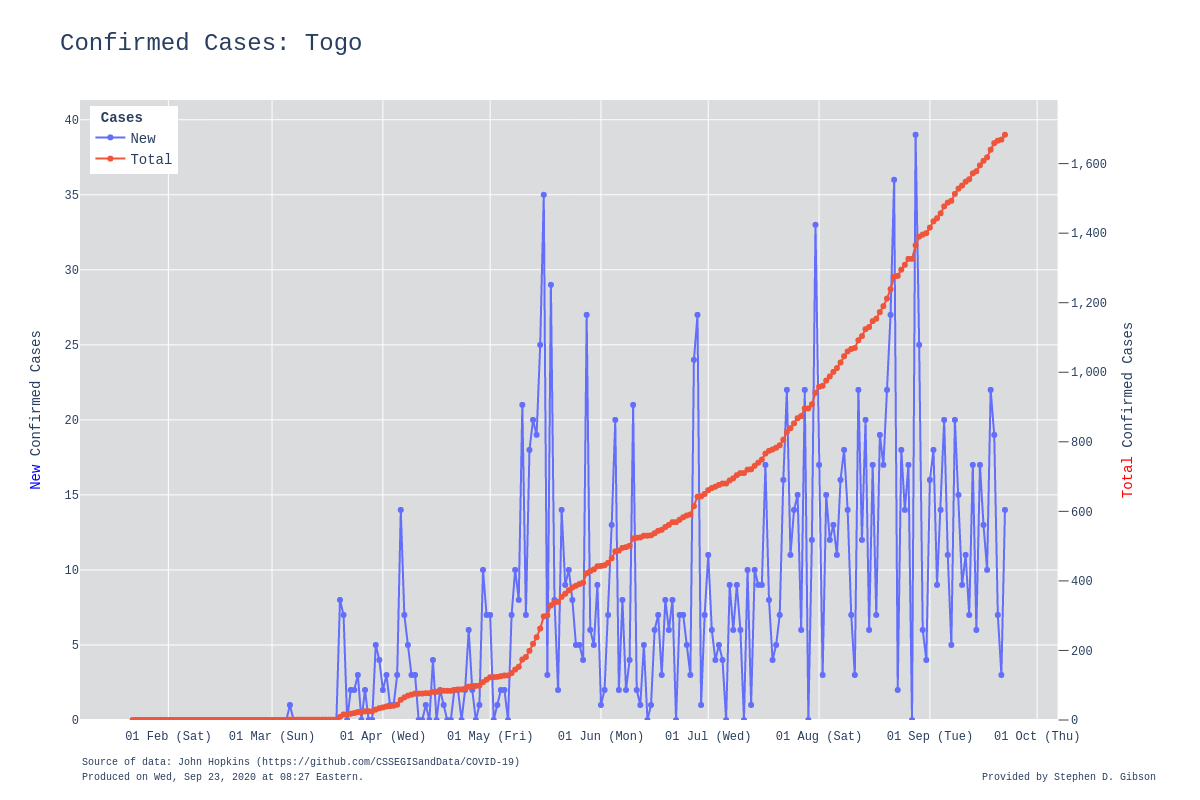 Confirmed Cases: Togo
Cases
New
Total
40
35
30
25
20
15
10
5
0
1,600
1,400
1,200
1,000
800
600
400
200
0
New Confirmed Cases
Total Confirmed Cases
01 Feb (Sat) 01 Mar (Sun) 01 Apr (Wed) 01 May (Fri) 01 Jun (Mon) 01 Jul (Wed) 01 Aug (Sat) 01 Sep (Tue) 01 Oct (Thu)
Source of data: John Hopkins (https://github.com/CSSEGISandData/COVID-19)
Produced on Wed, Sep 23, 2020 at 08:27 Eastern.
Provided by Stephen D. Gibson